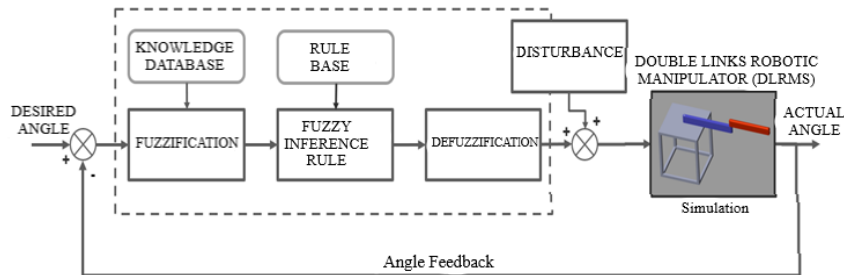 KNOWLEDGE
DATABASE
RULE
BASE
DISTURBANCE
DOUBLE LINKS ROBOTIC
MANIPULATOR (DLRMS)
DESIRED
ANGLE
FUZZIFICATION
FUZZY
INFERENCE
RULE
DEFUZZIFICATION
ACTUAL
ANGLE
+
-
+
+
Simulation
Angle Feedback